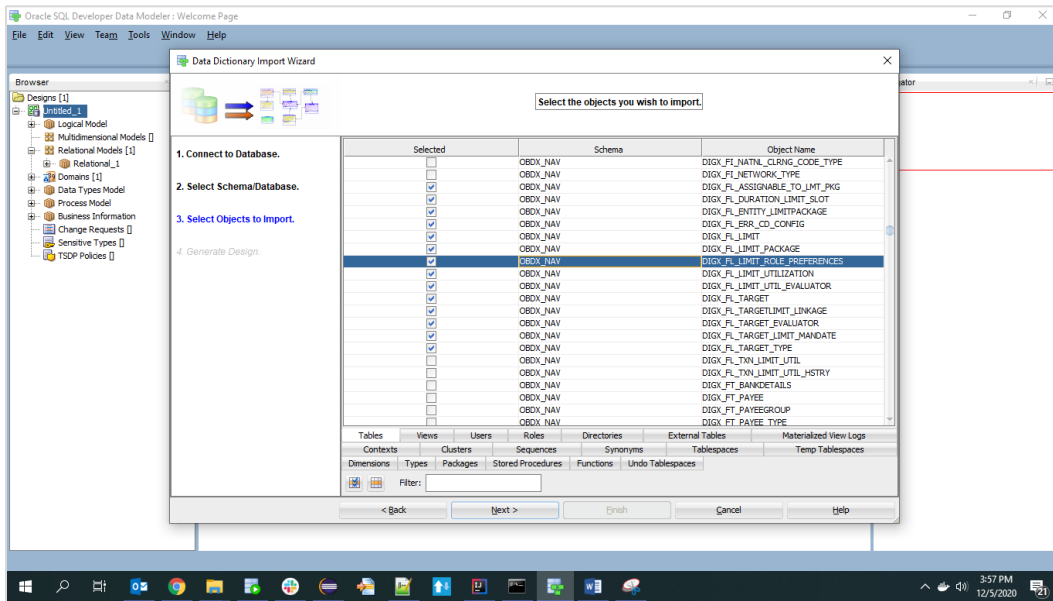 Oracle SQL Developer Data Modeler : Welcome Page
File Edit View Team Tools Window Help
Data Dictionary Import Wizard
Browser
Designs [1]
Untitled_1
Logical Model
Multidimensional Models []
Relational Models [1]
Relational_1
Domains [1]
Data Types Model
Process Model
Business Information
Change Requests []
Sensitive Types []
TSDP Policies []
Select the objects you wish to import.
1. Connect to Database.
2. Select Schema/Database.
3. Select Objects to Import.
4. Generate Design.
Selected Schema Object Name
OBDX_NAV DIGX_FI_NATNL_CLRNG_CODE_TYPE
OBDX_NAV DIGX_FI_NETWORK_TYPE
OBDX_NAV DIGX_FL_ASSIGNABLE_TO_LMT_PKG
OBDX_NAV DIGX_FL_DURATION_LIMIT_SLOT
OBDX_NAV DIGX_FL_ENTITY_LIMITPACKAGE
OBDX_NAV DIGX_FL_ERR_CD_CONFIG
OBDX_NAV DIGX_FL_LIMIT
OBDX_NAV DIGX_FL_LIMIT_PACKAGE
OBDX_NAV DIGX_FL_LIMIT_ROLE_PREFERENCES
OBDX_NAV DIGX_FL_LIMIT_UTILIZATION
OBDX_NAV DIGX_FL_LIMIT_UTIL_EVALUATOR
OBDX_NAV DIGX_FL_TARGET
OBDX_NAV DIGX_FL_TARGETLIMIT_LINKAGE
OBDX_NAV DIGX_FL_TARGET_EVALUATOR
OBDX_NAV DIGX_FL_TARGET_LIMIT_MANDATE
OBDX_NAV DIGX_FL_TARGET_TYPE
OBDX_NAV DIGX_FL_TXN_LIMIT_UTIL
OBDX_NAV DIGX_FL_TXN_LIMIT_UTIL_HSTRY
OBDX_NAV DIGX_FT_BANKDETAILS
OBDX_NAV DIGX_FT_PAYEE
OBDX_NAV DIGX_FT_PAYEEGROUP
OBDX_NAV DIGX_FT_PAYEE_TYPE
Tables Views Users Roles Directories External Tables Materialized View Logs
Contexts Clusters Sequences Synonyms Tablespaces Temp Tablespaces
Dimensions Types Packages Stored Procedures Functions Undo Tablespaces
Filter:
< Back Next > Finish Cancel Help
3:57 PM
12/5/2020